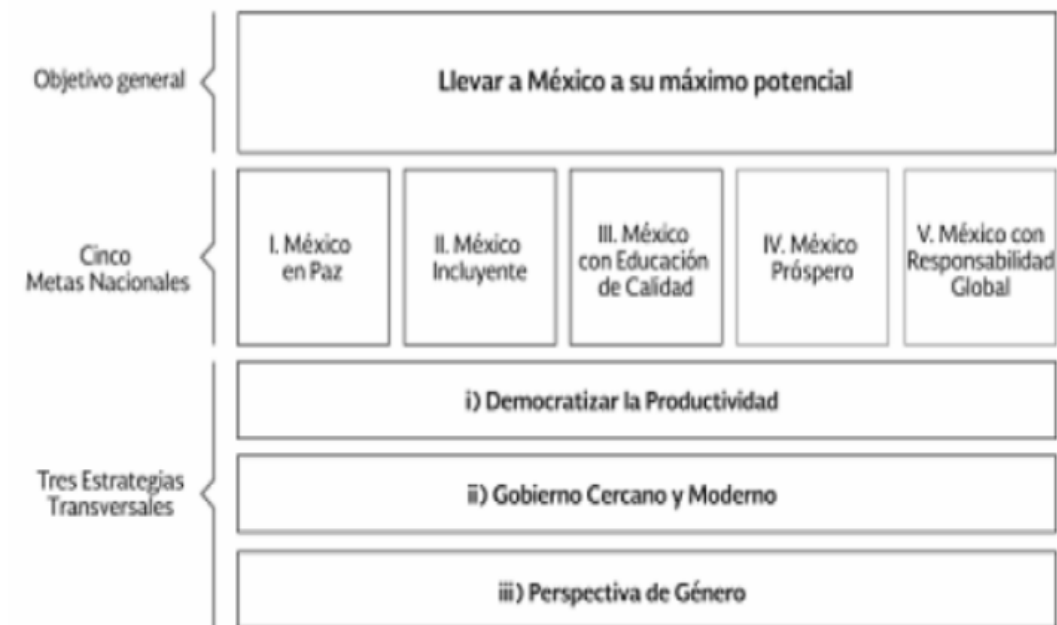 Objetivo general
Llevar a México a su máximo potencial
Cinco
Metas Nacionales
I. México
en Paz
II. México
Incluyente
III. México
con Educación
de Calidad
IV. México
Próspero
V. México con
Responsabilidad
Global
Tres Estrategias
Transversales
i) Democratizar la Productividad
ii) Gobierno Cercano y Moderno
iii) Perspectiva de Género